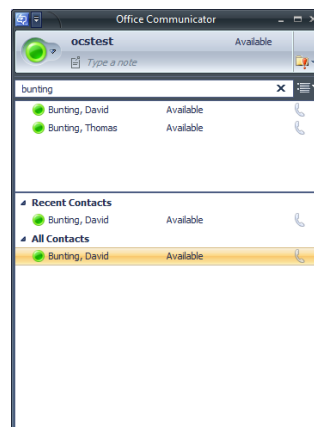 Office Communicator
ocstest Available
Type a note
bunting
Bunting, David Available
Bunting, Thomas Available
Recent Contacts
Bunting, David Available
All Contacts
Bunting, David Available